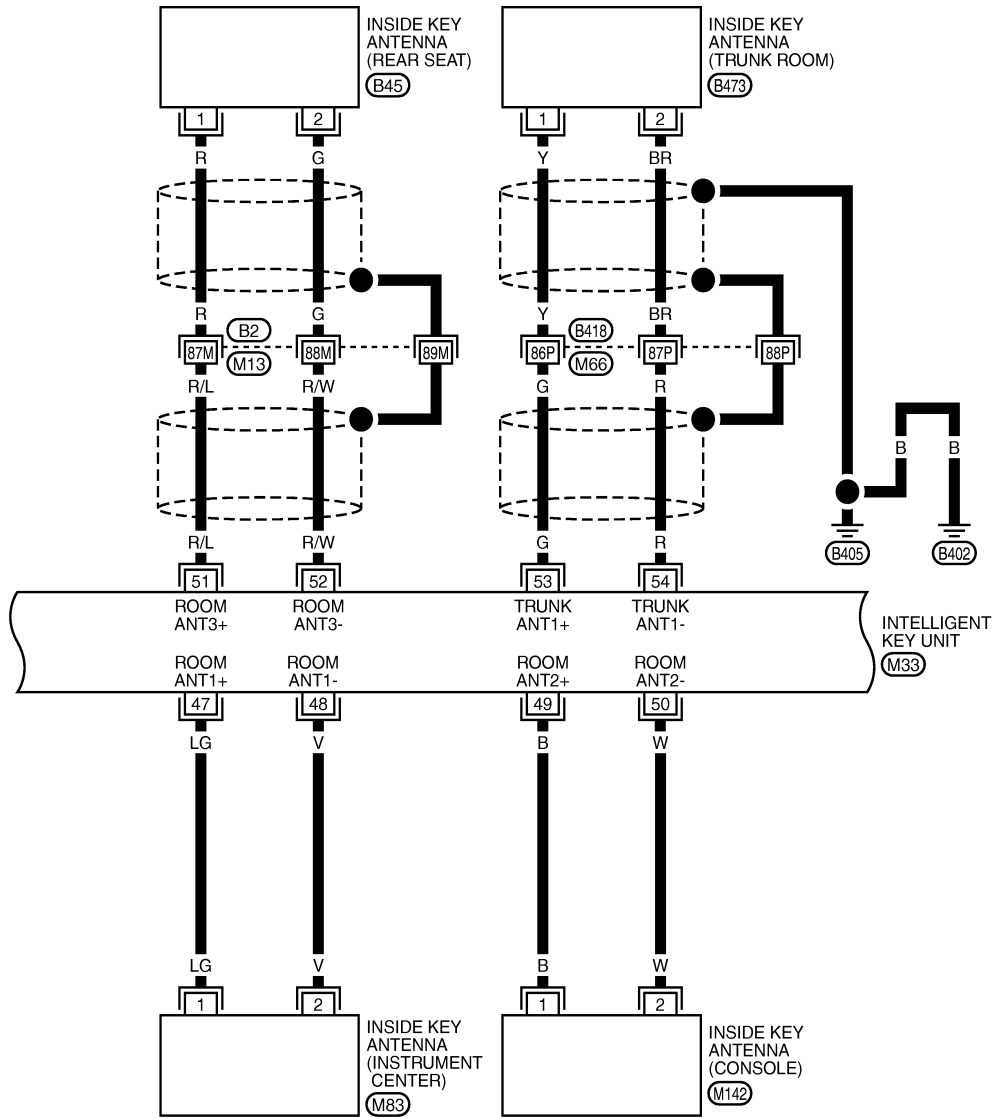 INSIDE KEY
ANTENNA
(REAR SEAT)
B45
INSIDE KEY
ANTENNA
(TRUNK ROOM)
B473
1 2 1 2
R G Y BR
R G Y BR
B2 B418
87M 88M 89M 86P 87P 88P
M13 M66
R/L R/W G R
B B
R/L R/W G R
B405 B402
51 52 53 54
ROOM
ANT3+
ROOM
ANT3-
TRUNK
ANT1+
TRUNK
ANT1-
INTELLIGENT
KEY UNIT
M33
ROOM
ANT1+
ROOM
ANT1-
ROOM
ANT2+
ROOM
ANT2-
47 48 49 50
LG V B W
LG V B W
1 2 1 2
INSIDE KEY
ANTENNA
(INSTRUMENT
CENTER)
M83
INSIDE KEY
ANTENNA
(CONSOLE)
M142